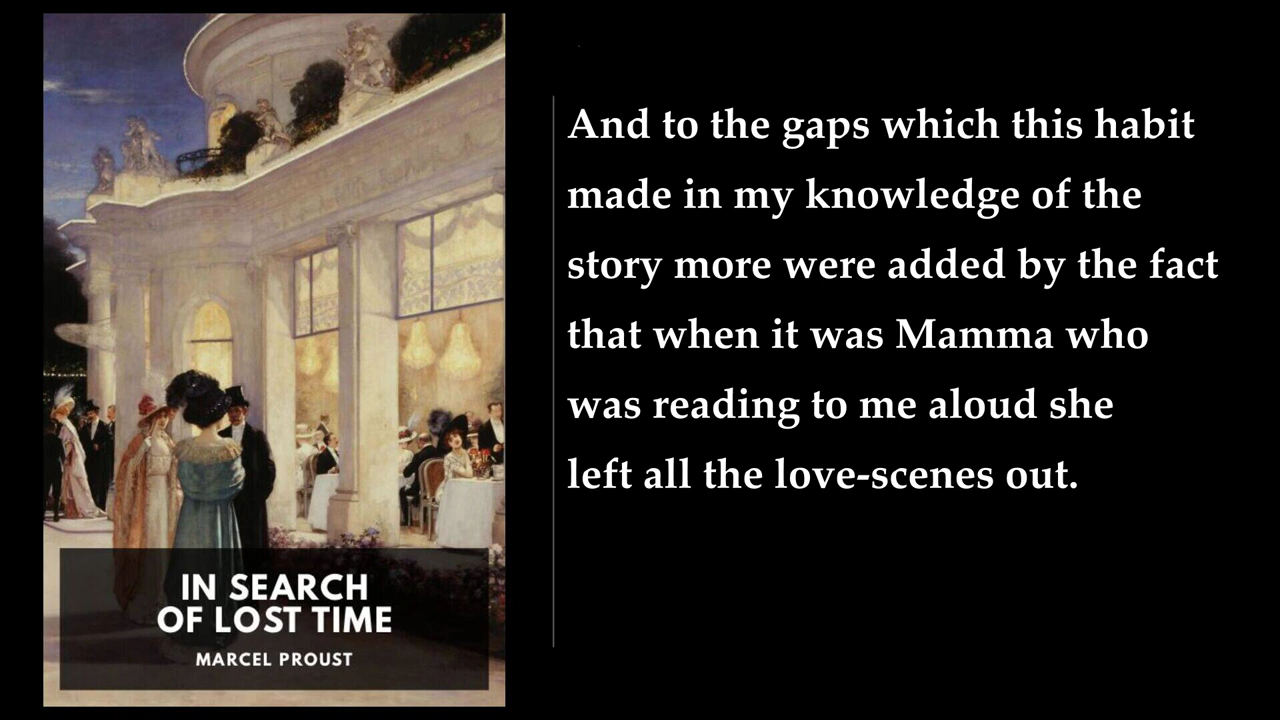 And to the gaps which this habit
made in my knowledge of the
story more were added by the fact
that when it was Mamma who
was reading to me aloud she
left all the love-scenes out.
IN SEARCH
OF LOST TIME
MARCEL PROUST